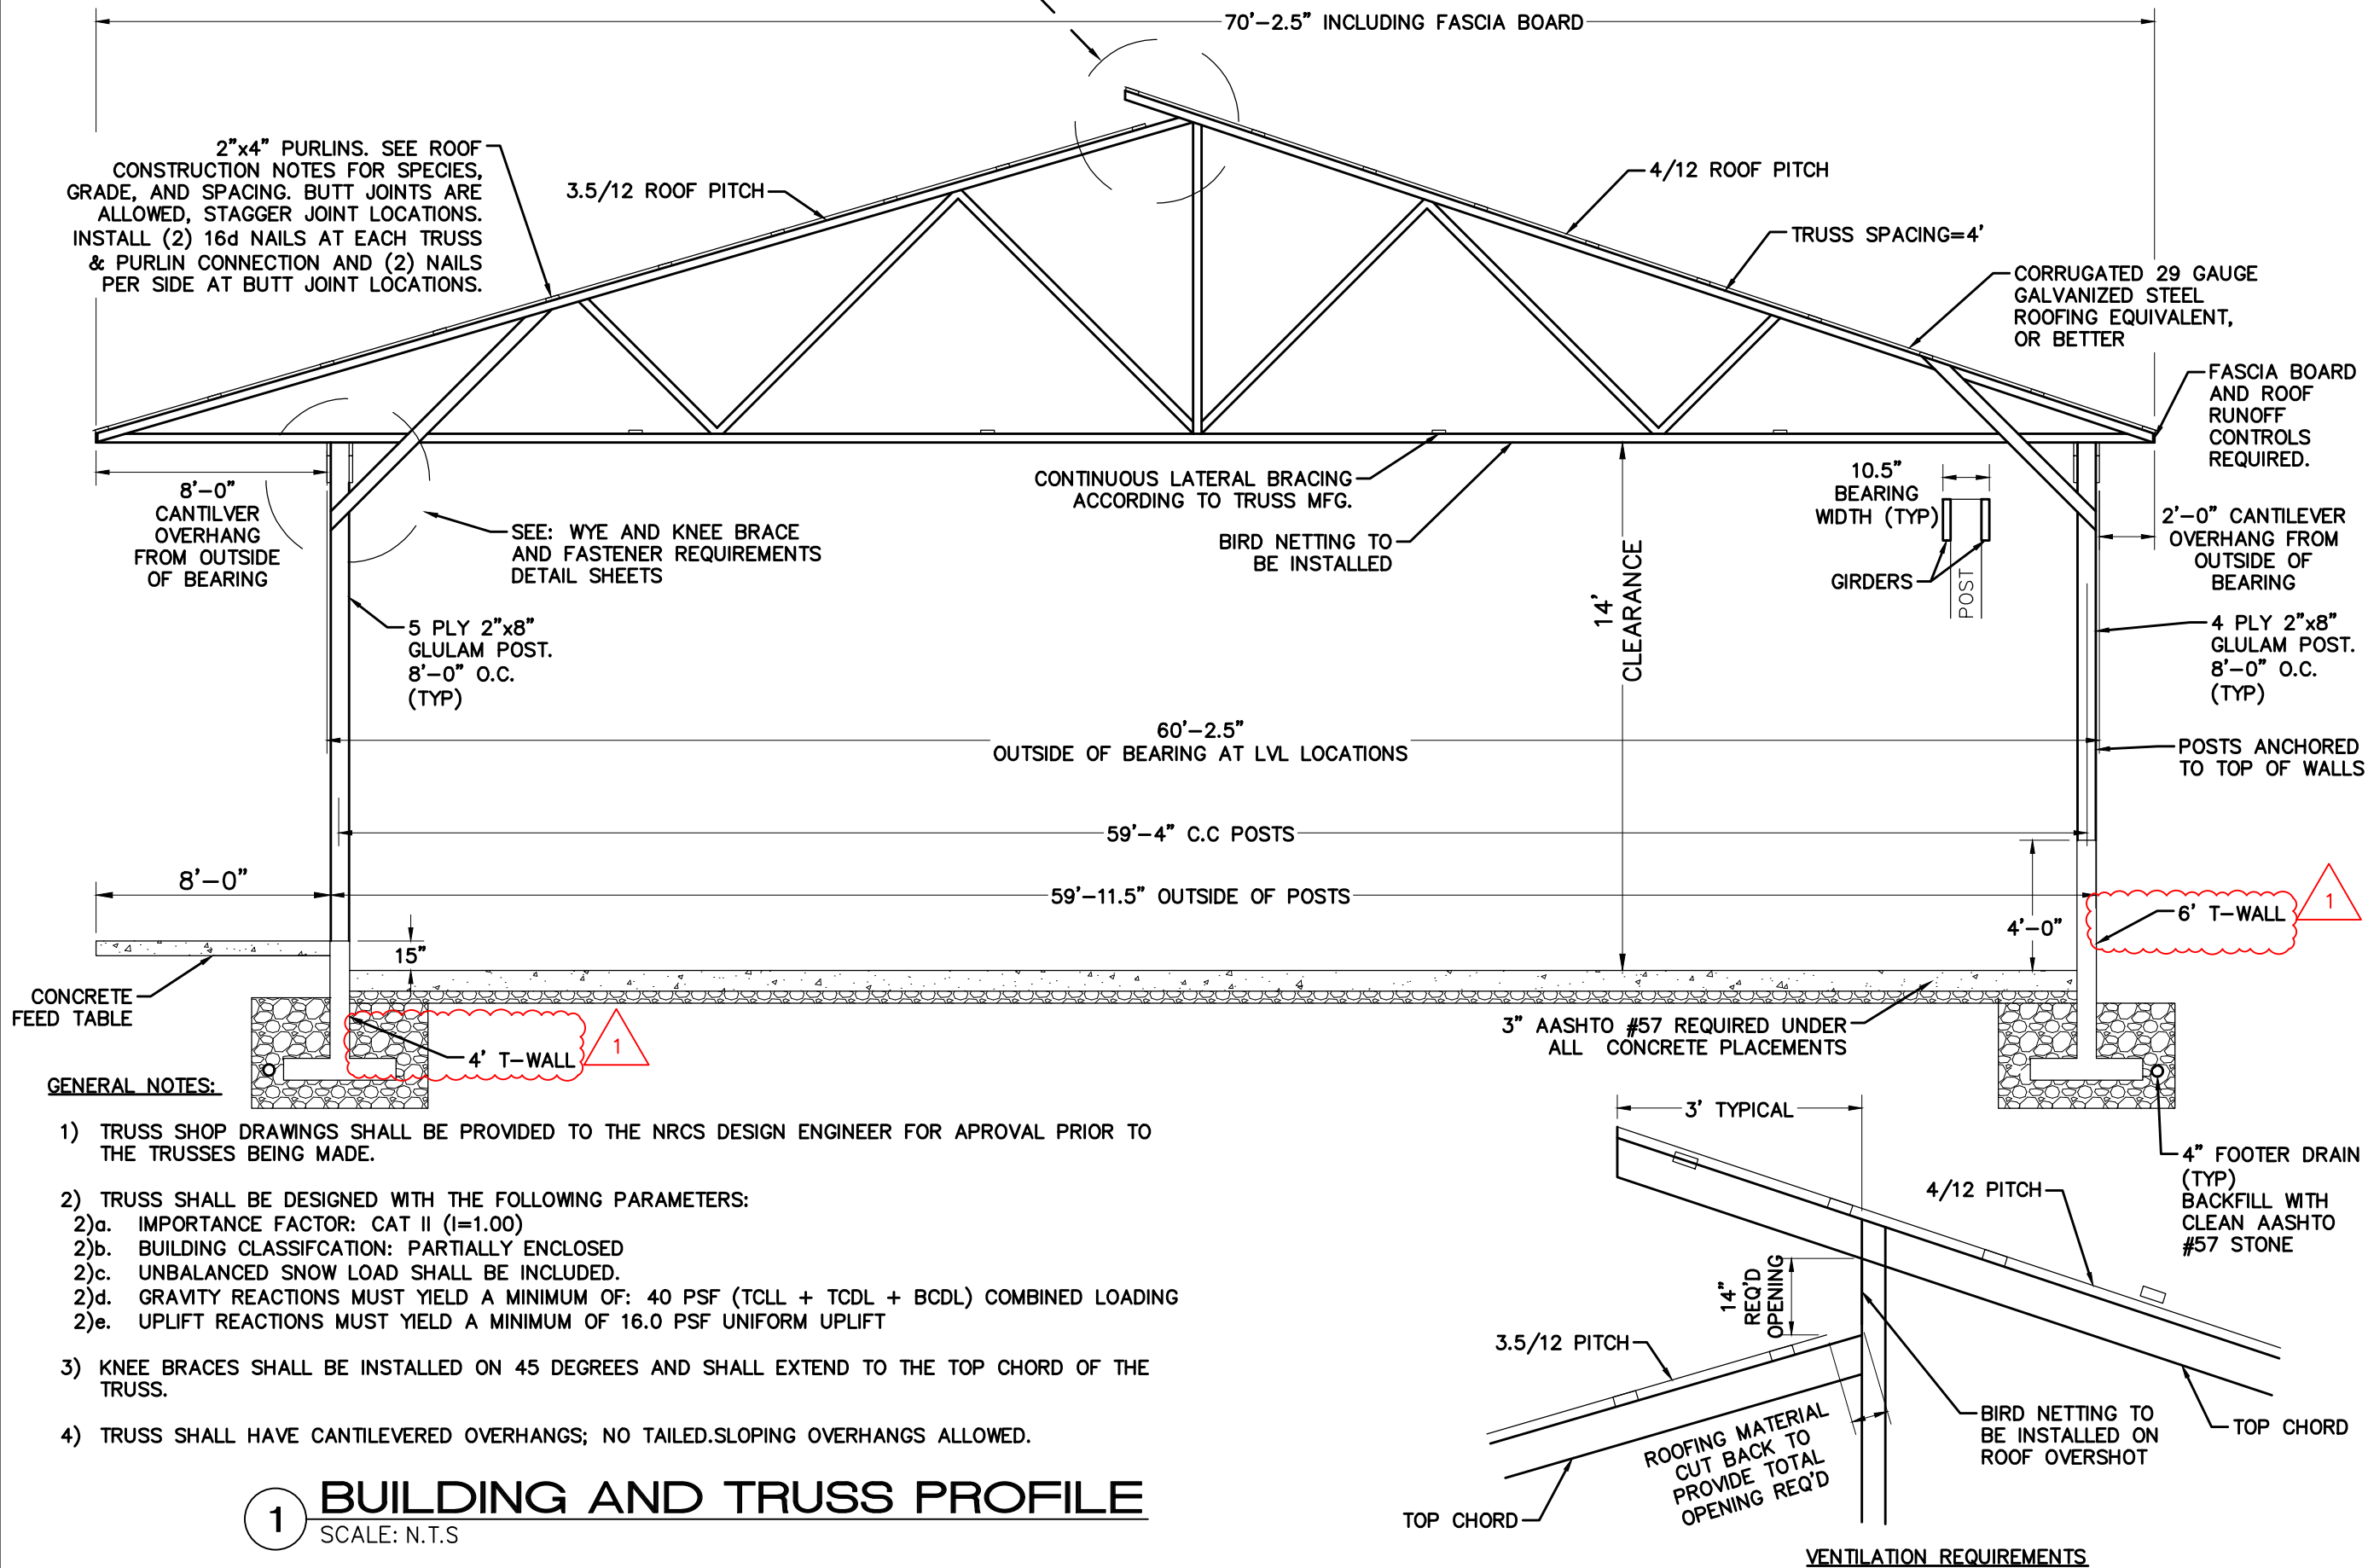 70'-2.5" INCLUDING FASCIA BOARD
2"x4" PURLINS. SEE ROOF
CONSTRUCTION NOTES FOR SPECIES,
GRADE, AND SPACING. BUTT JOINTS ARE
ALLOWED, STAGGER JOINT LOCATIONS.
INSTALL (2) 16d NAILS AT EACH TRUSS
& PURLIN CONNECTION AND (2) NAILS
PER SIDE AT BUTT JOINT LOCATIONS.
3.5/12 ROOF PITCH
4/12 ROOF PITCH
TRUSS SPACING=4'
CORRUGATED 29 GAUGE
GALVANIZED STEEL
ROOFING EQUIVALENT,
OR BETTER
FASCIA BOARD
AND ROOF
RUNOFF
CONTROLS
REQUIRED.
8'-0"
CANTILVER
OVERHANG
FROM OUTSIDE
OF BEARING
SEE: WYE AND KNEE BRACE
AND FASTENER REQUIREMENTS
DETAIL SHEETS
CONTINUOUS LATERAL BRACING
ACCORDING TO TRUSS MFG.
BIRD NETTING TO
BE INSTALLED
14'
CLEARANCE
10.5"
BEARING
WIDTH (TYP)
GIRDERS
POST
2'-0" CANTILEVER
OVERHANG FROM
OUTSIDE OF
BEARING
5 PLY 2"x8"
GLULAM POST.
8'-0" O.C.
(TYP)
4 PLY 2"x8"
GLULAM POST.
8'-0" O.C.
(TYP)
60'-2.5"
OUTSIDE OF BEARING AT LVL LOCATIONS
POSTS ANCHORED
TO TOP OF WALLS
59'-4" C.C POSTS
8'-0"
59'-11.5" OUTSIDE OF POSTS
4'-0"
6' T-WALL
1
15"
CONCRETE
FEED TABLE
4' T-WALL
1
3" AASHTO #57 REQUIRED UNDER
ALL CONCRETE PLACEMENTS
4" FOOTER DRAIN
(TYP)
BACKFILL WITH
CLEAN AASHTO
#57 STONE
GENERAL NOTES:
1) TRUSS SHOP DRAWINGS SHALL BE PROVIDED TO THE NRCS DESIGN ENGINEER FOR APROVAL PRIOR TO
THE TRUSSES BEING MADE.
2) TRUSS SHALL BE DESIGNED WITH THE FOLLOWING PARAMETERS:
2)a. IMPORTANCE FACTOR: CAT II (I=1.00)
2)b. BUILDING CLASSIFCATION: PARTIALLY ENCLOSED
2)c. UNBALANCED SNOW LOAD SHALL BE INCLUDED.
2)d. GRAVITY REACTIONS MUST YIELD A MINIMUM OF: 40 PSF (TCLL + TCDL + BCDL) COMBINED LOADING
2)e. UPLIFT REACTIONS MUST YIELD A MINIMUM OF 16.0 PSF UNIFORM UPLIFT
3) KNEE BRACES SHALL BE INSTALLED ON 45 DEGREES AND SHALL EXTEND TO THE TOP CHORD OF THE
TRUSS.
4) TRUSS SHALL HAVE CANTILEVERED OVERHANGS; NO TAILED.SLOPING OVERHANGS ALLOWED.
1
BUILDING AND TRUSS PROFILE
SCALE: N.T.S
3' TYPICAL
4/12 PITCH
14"
REQ'D
OPENING
3.5/12 PITCH
ROOFING MATERIAL
CUT BACK TO
PROVIDE TOTAL
OPENING REQ'D
BIRD NETTING TO
BE INSTALLED ON
ROOF OVERSHOT
TOP CHORD
TOP CHORD
VENTILATION REQUIREMENTS